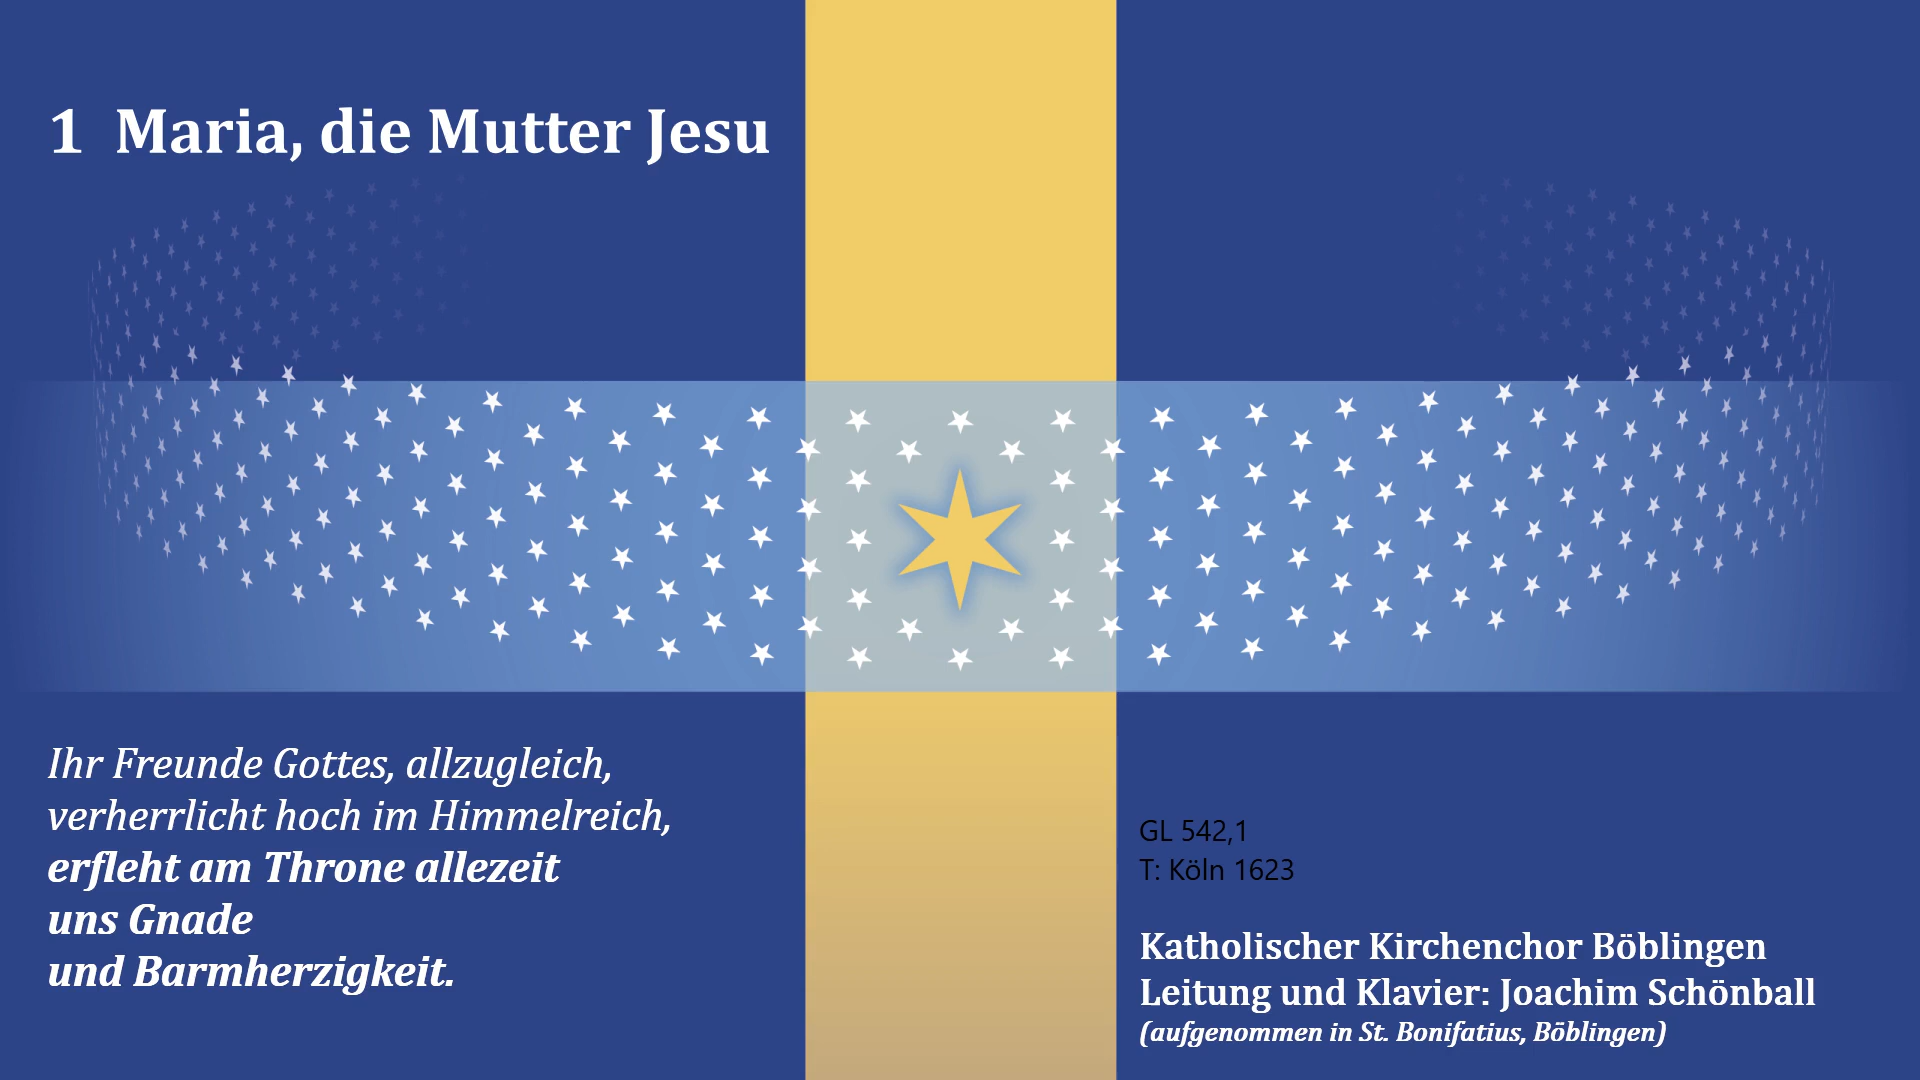 1 Maria, die Mutter Jesu
Ihr Freunde Gottes, allzugleich,
verherrlicht hoch im Himmelreich,
erfleht am Throne allezeit
uns Gnade
und Barmherzigkeit.
GL 542,1
T: Köln 1623
Katholischer Kirchenchor Böblingen
Leitung und Klavier: Joachim Schönball
(aufgenommen in St. Bonifatius, Böblingen)